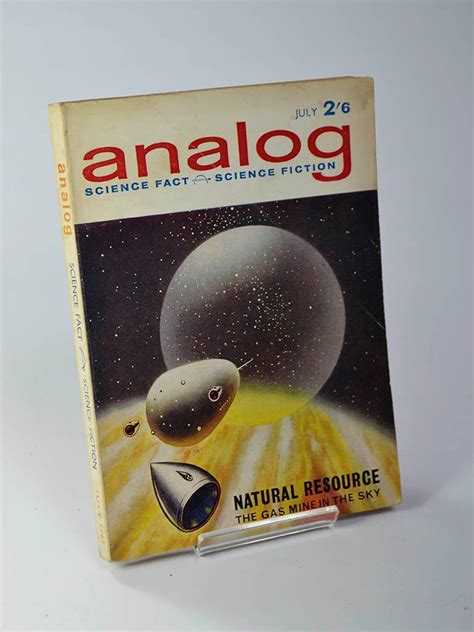 JULY 2/6
analog
SCIENCE FACT SCIENCE FICTION
NATURAL RESOURCE
THE GAS MINE IN THE SKY
analog
SCIENCE FACT SCIENCE FICTION
JULY